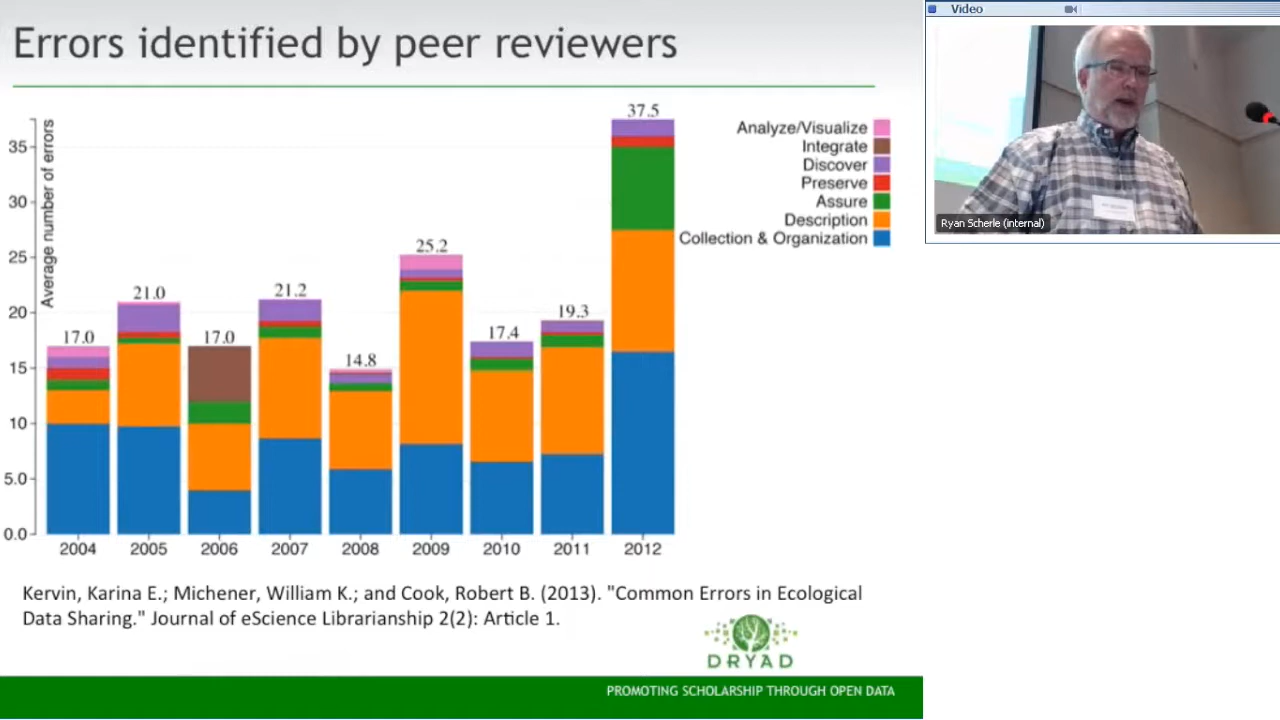 Errors identified by peer reviewers
Video
Ryan Scherle (internal)
Average number of errors
35
30
25
20
15
10
5.0
0.0
17.0
21.0
17.0
21.2
14.8
25.2
17.4
19.3
37.5
2004
2005
2006
2007
2008
2009
2010
2011
2012
Analyze/Visualize
Integrate
Discover
Preserve
Assure
Description
Collection & Organization
Kervin, Karina E.; Michener, William K.; and Cook, Robert B. (2013). "Common Errors in Ecological
Data Sharing." Journal of eScience Librarianship 2(2): Article 1.
DRYAD
PROMOTING SCHOLARSHIP THROUGH OPEN DATA